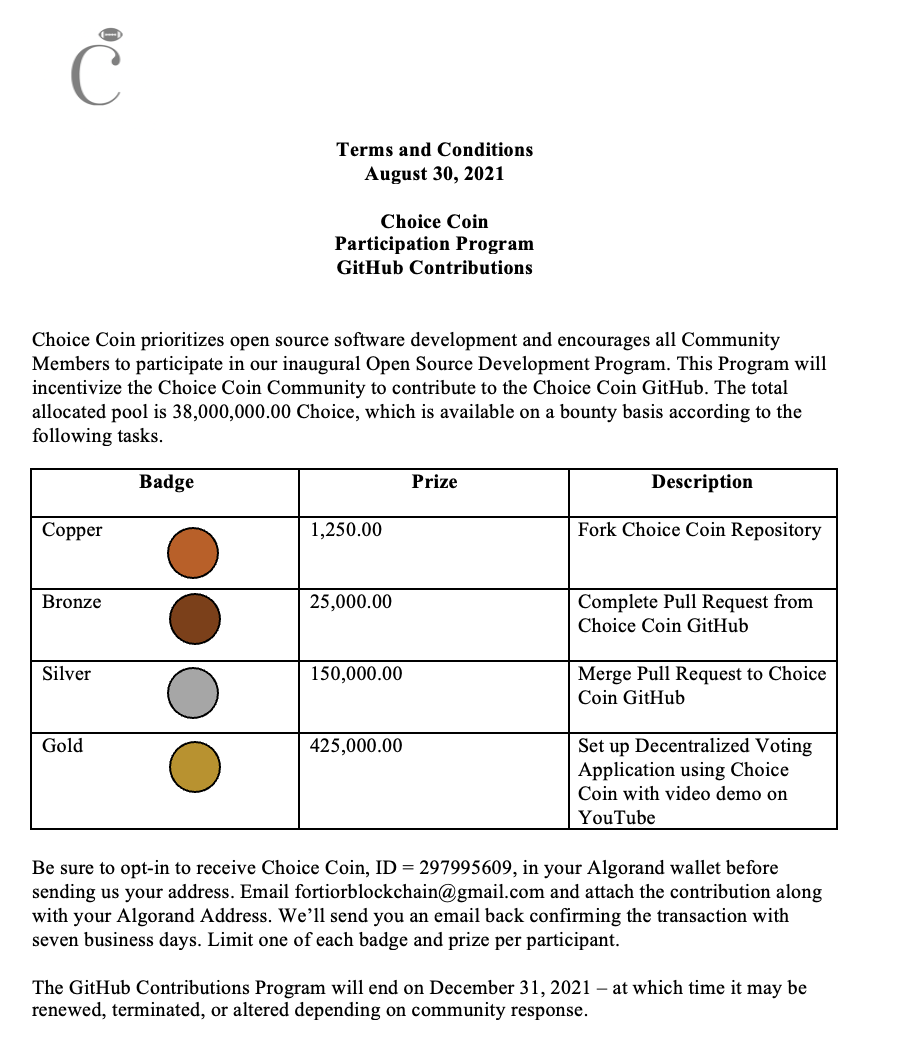 Č
Terms and Conditions
August 30, 2021
Choice Coin
Participation Program
GitHub Contributions
Choice Coin prioritizes open source software development and encourages all Community
Members to participate in our inaugural Open Source Development Program. This Program will
incentivize the Choice Coin Community to contribute to the Choice Coin GitHub. The total
allocated pool is 38,000,000.00 Choice, which is available on a bounty basis according to the
following tasks.
Badge Prize Description
Copper 1,250.00 Fork Choice Coin Repository
Bronze 25,000.00 Complete Pull Request from
Choice Coin GitHub
Silver 150,000.00 Merge Pull Request to Choice
Coin GitHub
Gold 425,000.00 Set up Decentralized Voting
Application using Choice
Coin with video demo on
YouTube
Be sure to opt-in to receive Choice Coin, ID = 297995609, in your Algorand wallet before
sending us your address. Email fortiorblockchain@gmail.com and attach the contribution along
with your Algorand Address. We’ll send you an email back confirming the transaction with
seven business days. Limit one of each badge and prize per participant.
The GitHub Contributions Program will end on December 31, 2021 – at which time it may be
renewed, terminated, or altered depending on community response.